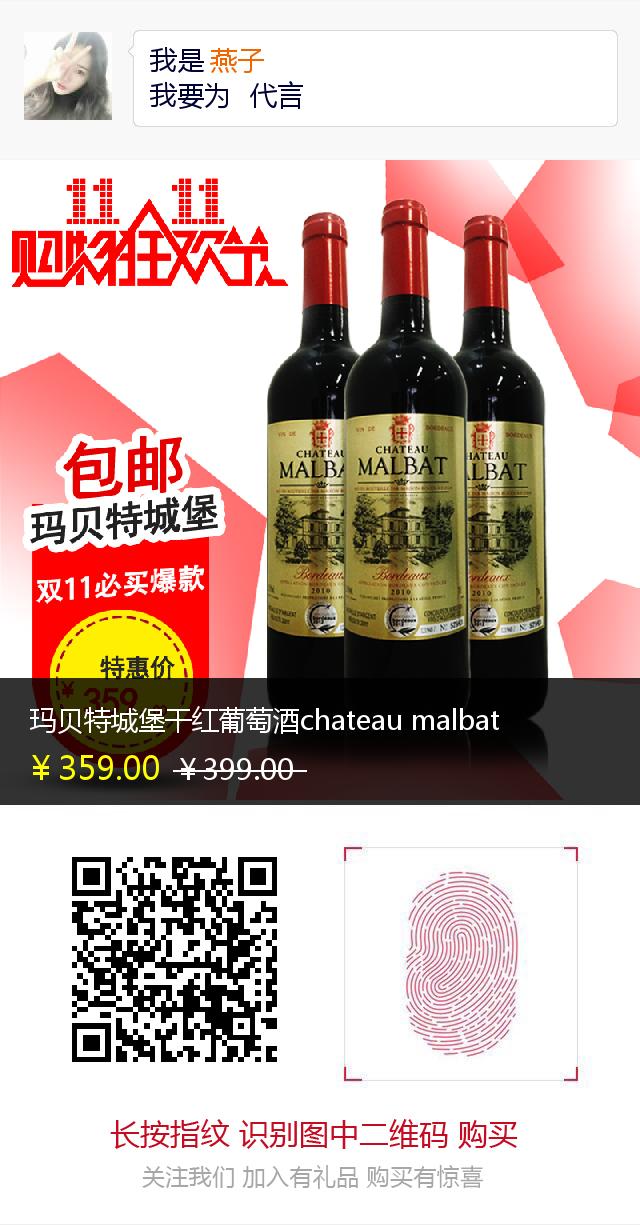 我是 燕子
我要为 代言
11 11
购物狂欢节
包邮
玛贝特城堡
双11必买爆款
特惠价
¥359
VIN DE BORDEAUX
CHATEAU
MALBAT
Bordeaux
2010
玛贝特城堡干红葡萄酒chateau malbat
¥359.00 ¥399.00
长按指纹 识别图中二维码 购买
关注我们 加入有礼品 购买有惊喜